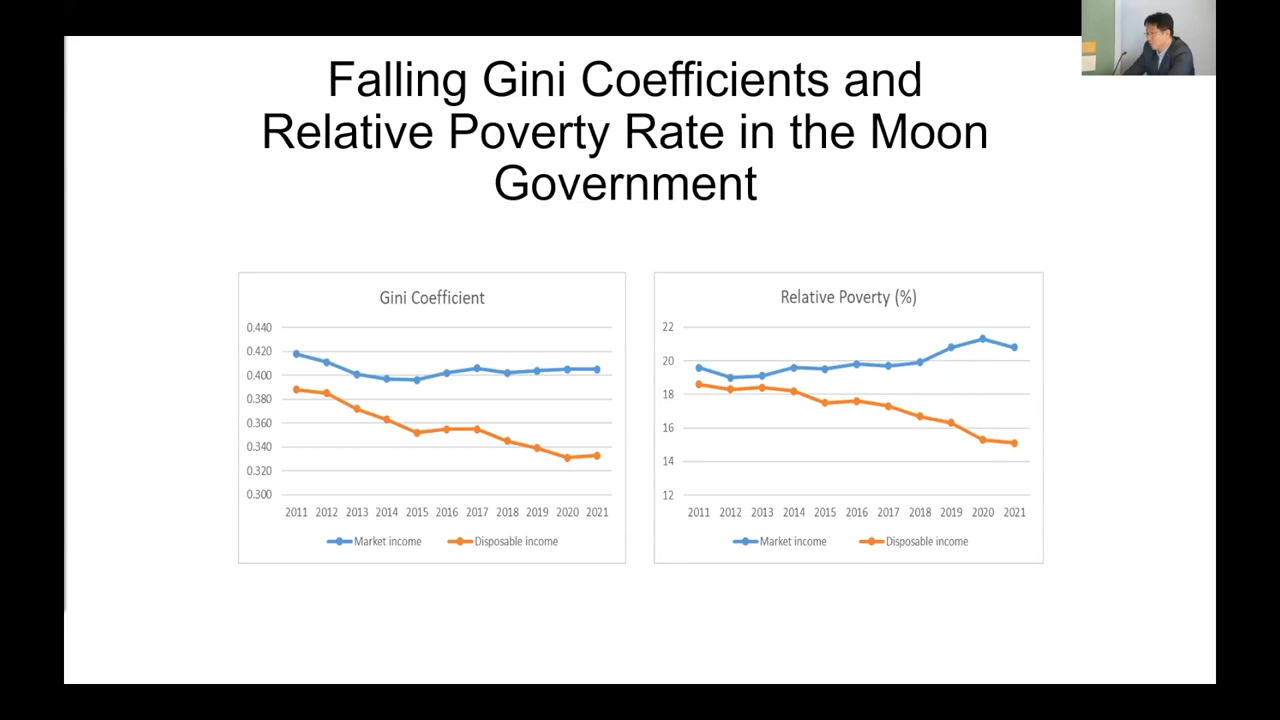 Falling Gini Coefficients and
Relative Poverty Rate in the Moon
Government
Gini Coefficient
0.440
0.420
0.400
0.380
0.360
0.340
0.320
0.300
2011 2012 2013 2014 2015 2016 2017 2018 2019 2020 2021
Market income Disposable income
Relative Poverty (%)
22
20
18
16
14
12
2011 2012 2013 2014 2015 2016 2017 2018 2019 2020 2021
Market income Disposable income